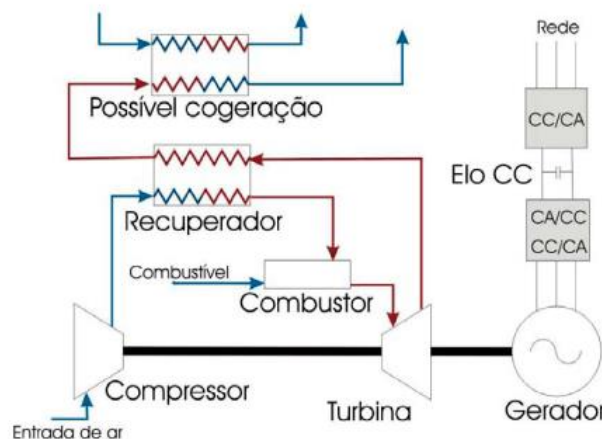 Rede
CC/CA
Possível cogeração
Elo CC
CA/CC
CC/CA
Recuperador
Combustível
Combustor
Compressor
Turbina
Gerador
Entrada de ar